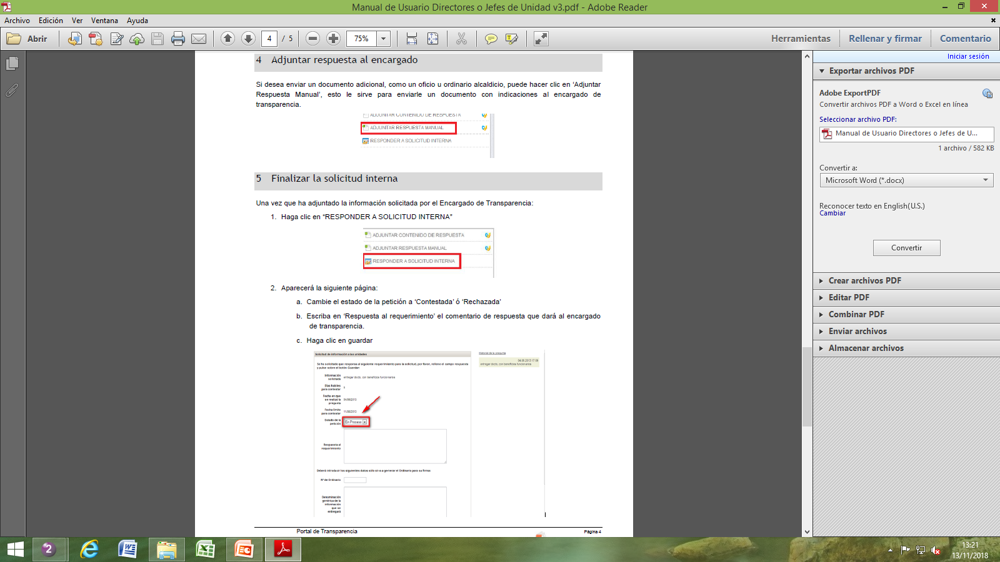 Manual de Usuario Directores o Jefes de Unidad v3.pdf - Adobe Reader
Archivo Edición Ver Ventana Ayuda
Abrir 4 / 5 75% Herramientas Rellenar y firmar Comentario
4 Adjuntar respuesta al encargado
Si desea enviar un documento adicional, como un oficio u ordinario alcaldicio, puede hacer clic en ‘Adjuntar
Respuesta Manual’, esto le sirve para enviarle un documento con indicaciones al encargado de
transparencia.
ADJUNTAR CONTENIDO DE RESPUESTA
ADJUNTAR RESPUESTA MANUAL
RESPONDER A SOLICITUD INTERNA
5 Finalizar la solicitud interna
Una vez que ha adjuntado la información solicitada por el Encargado de Transparencia:
1. Haga clic en “RESPONDER A SOLICITUD INTERNA”
ADJUNTAR CONTENIDO DE RESPUESTA
ADJUNTAR RESPUESTA MANUAL
RESPONDER A SOLICITUD INTERNA
2. Aparecerá la siguiente página:
a. Cambie el estado de la petición a ‘Contestada’ ó ‘Rechazada’
b. Escriba en ‘Respuesta al requerimiento’ el comentario de respuesta que dará al encargado
de transparencia.
c. Haga clic en guardar
Solicitud de información a las unidades
Se ha solicitado que responsa al siguiente requerimiento para la solicitud, por favor, rellene el campo respuesta
y pulse sobre el botón Guardar:
Información
solicitada
entregar docto, con beneficios funcionarios
Días Habiles
para contestar
Fecha en que
se realizó la
pregunta
04/06/2013
Fecha límite
para contestar
11/06/2013
Estado de la
petición
En Proceso
Respuesta al
requerimiento
Deberá introducir los siguientes datos sólo si va a generar el Ordinario para su firma:
Nº de Ordinario
Denominación
genérica de la
información
que se
entregará
Historial de la pregunta
04.06.2013 17:09
entregar docto, con beneficios funcionarios
Portal de Transparencia Página 4
Iniciar sesión
Exportar archivos PDF
Adobe ExportPDF
Convertir archivos PDF a Word o Excel en línea
Seleccionar archivo PDF:
Manual de Usuario Directores o Jefes de U...
1 archivo / 582 KB
Convertir a:
Microsoft Word (*.docx)
Reconocer texto en English(U.S.)
Cambiar
Convertir
Crear archivos PDF
Editar PDF
Combinar PDF
Enviar archivos
Almacenar archivos
2
13:21
13/11/2018